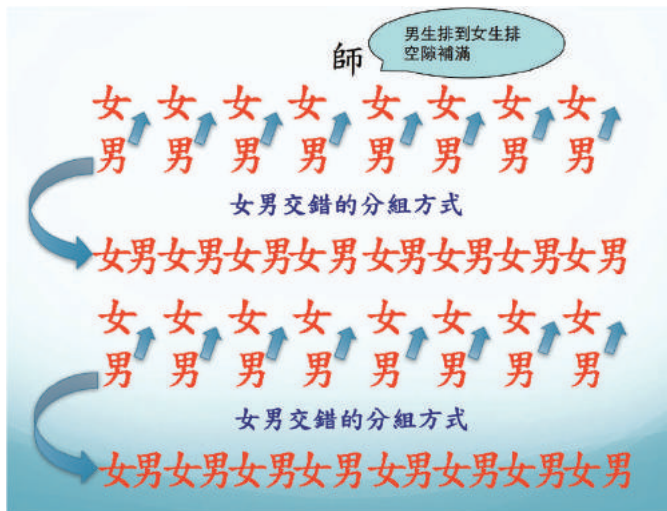 師
男生排到女生排
空隙補滿
女 女 女 女 女 女 女 女
男 男 男 男 男 男 男 男
女男交錯的分組方式
女男女男女男女男女男女男女男女男
女 女 女 女 女 女 女 女
男 男 男 男 男 男 男 男
女男交錯的分組方式
女男女男女男女男女男女男女男女男